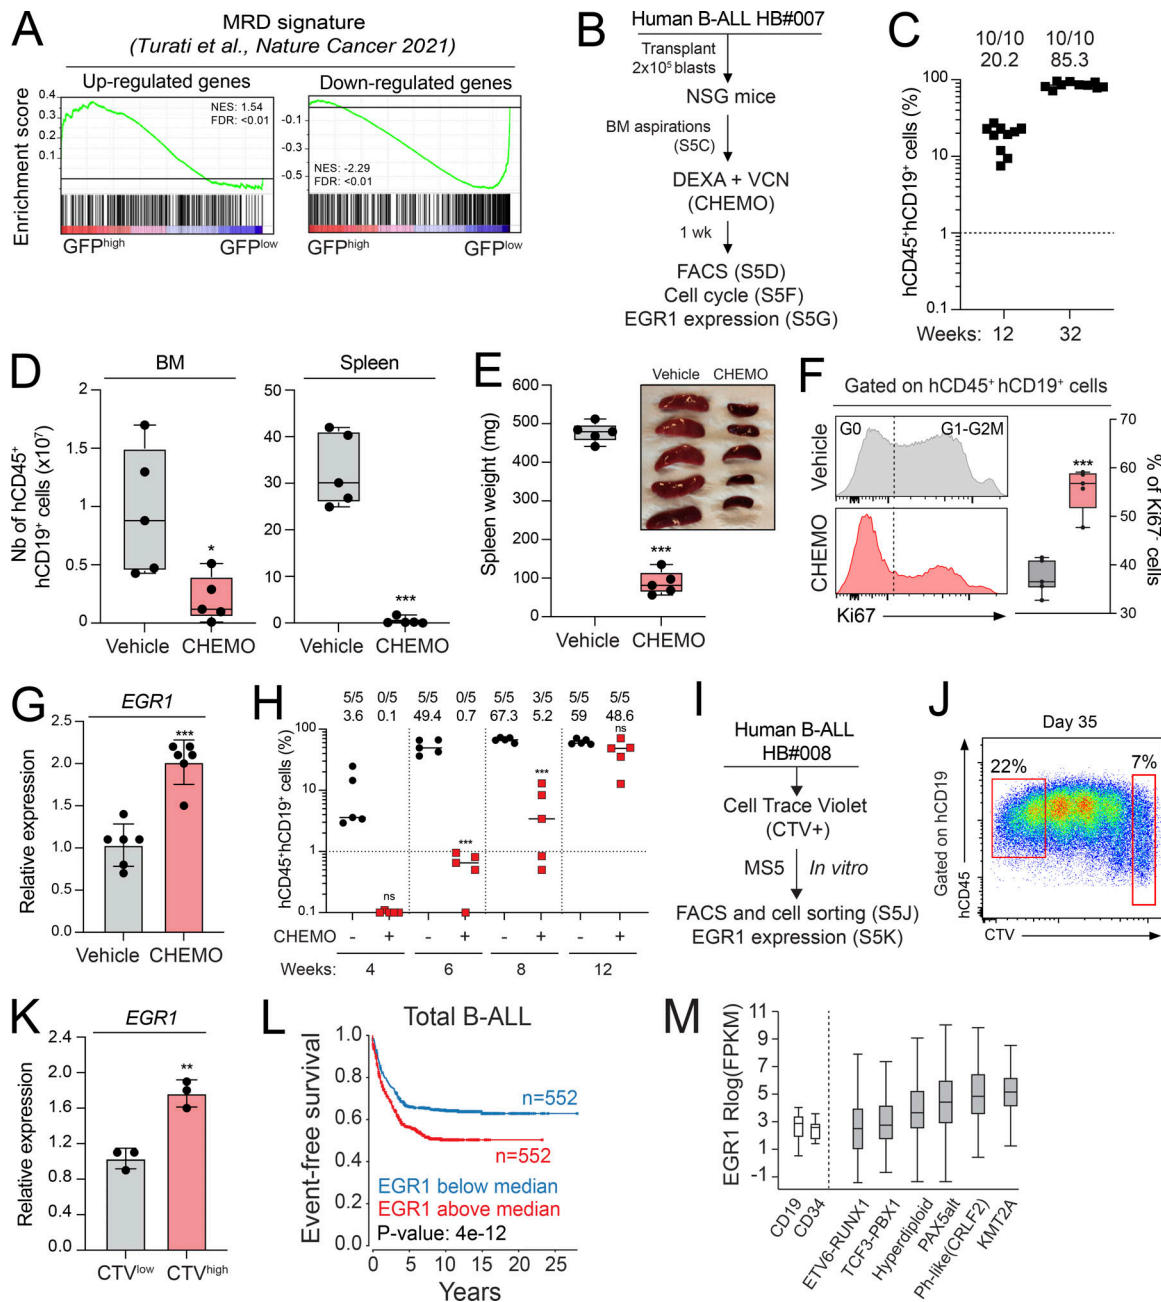 A
MRD signature
(Turati et al., Nature Cancer 2021)
Up-regulated genes
Down-regulated genes
Enrichment score
0.4
0.3
0.1
NES: 1.54
FDR: <0.01
-0.1
-0.3
-0.5
NES: -2.29
FDR: <0.01
GFPhigh
GFPlow
GFPhigh
GFPlow
B
Human B-ALL HB#007
Transplant
2x10⁵ blasts
NSG mice
BM aspirations
(S5C)
DEXA + VCN
(CHEMO)
1 wk
FACS (S5D)
Cell cycle (S5F)
EGR1 expression (S5G)
C
10/10 10/10
20.2 85.3
hCD45⁺hCD19⁺ cells (%)
100
10
1
0.1
Weeks: 12 32
D
BM
Spleen
Nb of hCD45⁺
hCD19⁺ cells (x10⁷)
2
1.5
1
0.5
0
*
Vehicle CHEMO
50
40
30
20
10
0
***
Vehicle CHEMO
E
Spleen weight (mg)
600
500
400
300
200
100
0
Vehicle CHEMO
***
Vehicle CHEMO
F
Gated on hCD45⁺ hCD19⁺ cells
Vehicle
G0 G1-G2M
CHEMO
Ki67
***
70
60
50
40
30
% of Ki67⁻ cells
G
EGR1
Relative expression
2.5
2.0
1.5
1.0
0.5
0.0
***
Vehicle CHEMO
H
5/5 0/5 5/5 0/5 8/5 3/5 5/5 5/5
3.6 0.1 49.4 0.7 67.3 5.2 59 48.6
hCD45⁺hCD19⁺ cells (%)
100
10
1
0.1
ns
***
***
ns
CHEMO - + - + - + - +
Weeks: 4 6 8 12
I
Human B-ALL
HB#008
Cell Trace Violet
(CTV+)
MS5 In vitro
FACS and cell sorting (S5J)
EGR1 expression (S5K)
J
Day 35
22%
7%
Gated on hCD19
hCD45
CTV
K
EGR1
Relative expression
2.2
1.8
1.4
1.0
0.6
0.2
0.0
**
CTVlow CTVhigh
L
Total B-ALL
Event-free survival
1.0
0.8
0.6
0.4
0.2
0.0
n=552
n=552
EGR1 below median
EGR1 above median
P-value: 4e-12
0 5 10 15 20 25
Years
M
EGR1 Rlog(FPKM)
11
9
7
5
3
1
-1
CD19
CD34
ETV6-RUNX1
TCF3-PBX1
Hyperdiploid
PAX5alt
Ph-like(CRLF2)
KMT2A